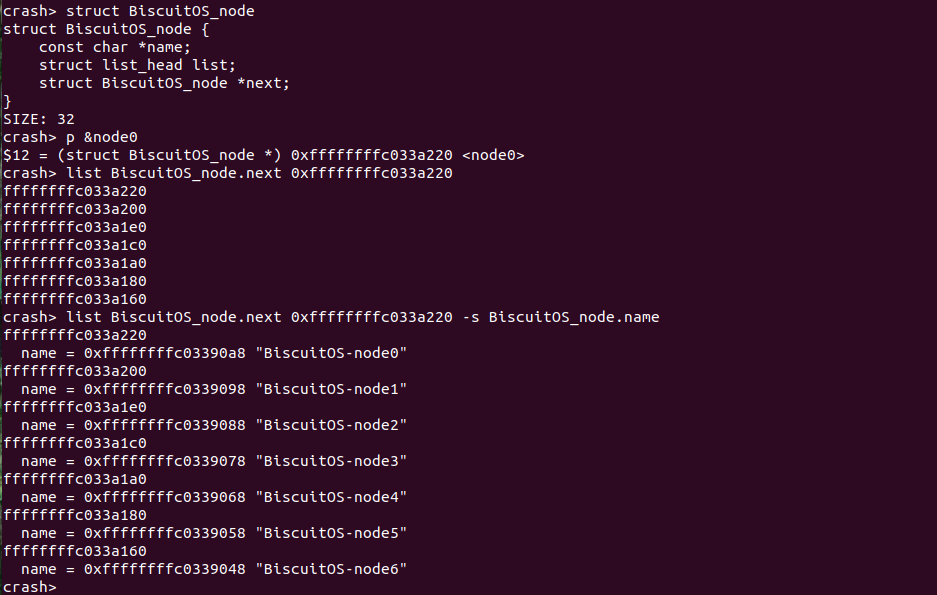 crash> struct BiscuitOS_node
struct BiscuitOS_node {
    const char *name;
    struct list_head list;
    struct BiscuitOS_node *next;
}
SIZE: 32
crash> p &node0
$12 = (struct BiscuitOS_node *) 0xffffffffc033a220 <node0>
crash> list BiscuitOS_node.next 0xffffffffc033a220
ffffffffc033a220
ffffffffc033a200
ffffffffc033a1e0
ffffffffc033a1c0
ffffffffc033a1a0
ffffffffc033a180
ffffffffc033a160
crash> list BiscuitOS_node.next 0xffffffffc033a220 -s BiscuitOS_node.name
ffffffffc033a220
  name = 0xffffffffc03390a8 "BiscuitOS-node0"
ffffffffc033a200
  name = 0xffffffffc0339098 "BiscuitOS-node1"
ffffffffc033a1e0
  name = 0xffffffffc0339088 "BiscuitOS-node2"
ffffffffc033a1c0
  name = 0xffffffffc0339078 "BiscuitOS-node3"
ffffffffc033a1a0
  name = 0xffffffffc0339068 "BiscuitOS-node4"
ffffffffc033a180
  name = 0xffffffffc0339058 "BiscuitOS-node5"
ffffffffc033a160
  name = 0xffffffffc0339048 "BiscuitOS-node6"
crash>